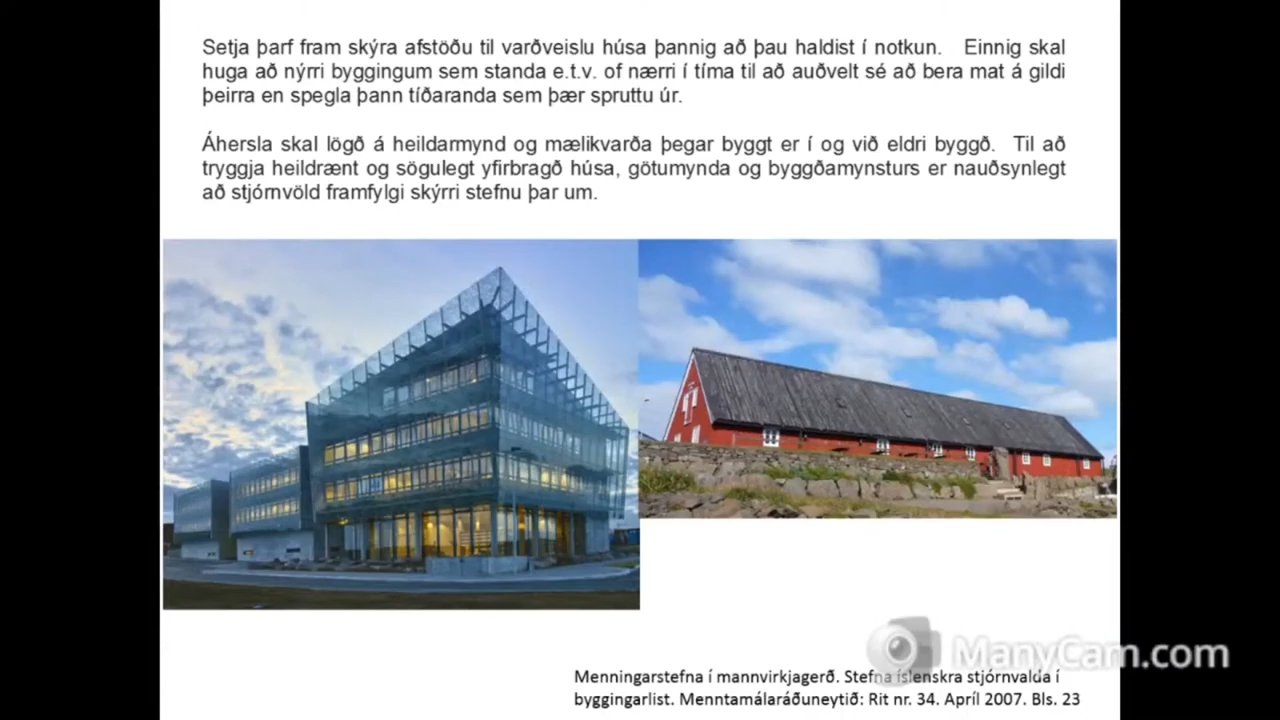 Setja þarf fram skýra afstöðu til varðveislu húsa þannig að þau haldist í notkun. Einnig skal
huga að nýrri byggingum sem standa e.t.v. of nærri í tíma til að auðvelt sé að bera mat á gildi
þeirra en spegla þann tíðaranda sem þær spruttu úr.
Áhersla skal lögð á heildarmynd og mælikvarða þegar byggt er í og við eldri byggð. Til að
tryggja heildrænt og sögulegt yfirbragð húsa, götumynda og byggðamynsturs er nauðsynlegt
að stjórnvöld framfylgi skýrri stefnu þar um.
Menningarstefna í mannvirkjagerð. Stefna íslenskra stjórnvalda í
byggingarlist. Menntamálaráðuneytið: Rit nr. 34. Apríl 2007. Bls. 23
ManyCam.com